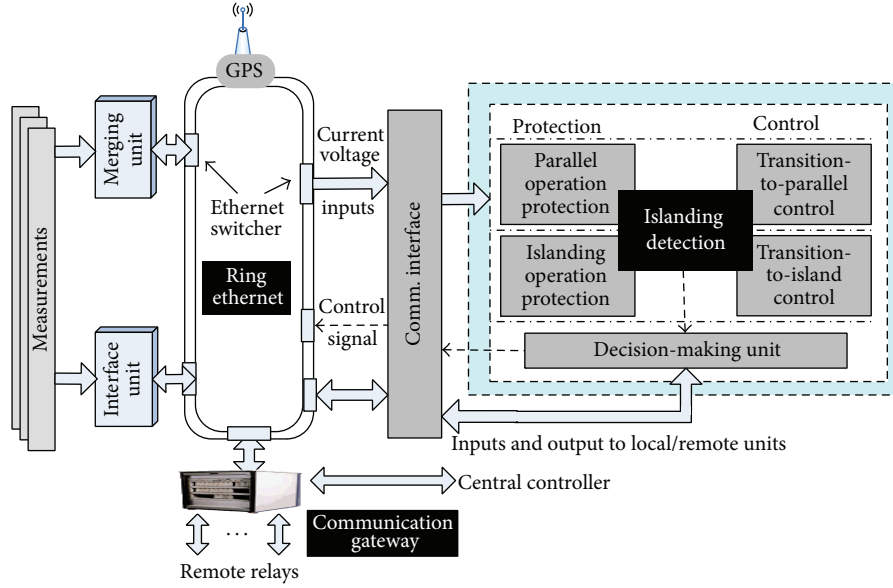 GPS
Protection
Control
Current
voltage
inputs
Merging
unit
Parallel
operation
protection
Transition-
to-parallel
control
Ethernet
switcher
Islanding
detection
Measurements
Ring
ethernet
Comm. interface
Islanding
operation
protection
Transition-
to-island
control
Control
signal
Interface
unit
Decision-making unit
Inputs and output to local/remote units
Central controller
Communication
gateway
...
Remote relays